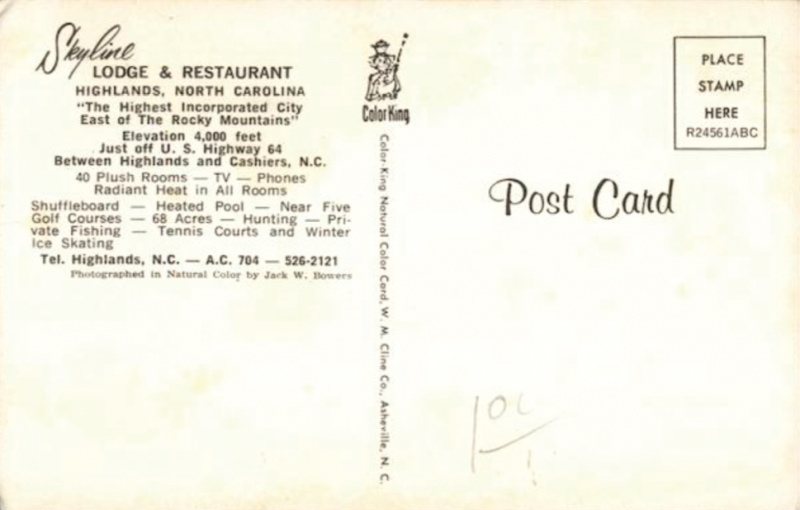 Skyline
LODGE & RESTAURANT
HIGHLANDS, NORTH CAROLINA
"The Highest Incorporated City
East of The Rocky Mountains"
Elevation 4,000 feet
Just off U. S. Highway 64
Between Highlands and Cashiers, N.C.
40 Plush Rooms — TV — Phones
Radiant Heat in All Rooms
Shuffleboard — Heated Pool — Near Five
Golf Courses — 68 Acres — Hunting — Pri-
vate Fishing — Tennis Courts and Winter
Ice Skating
Tel. Highlands, N.C. — A.C. 704 — 526-2121
Photographed in Natural Color by Jack W. Bowers
Color King
Color-King Natural Color Card, W. M. Cline Co., Asheville, N. C.
PLACE
STAMP
HERE
R24561ABC
Post Card